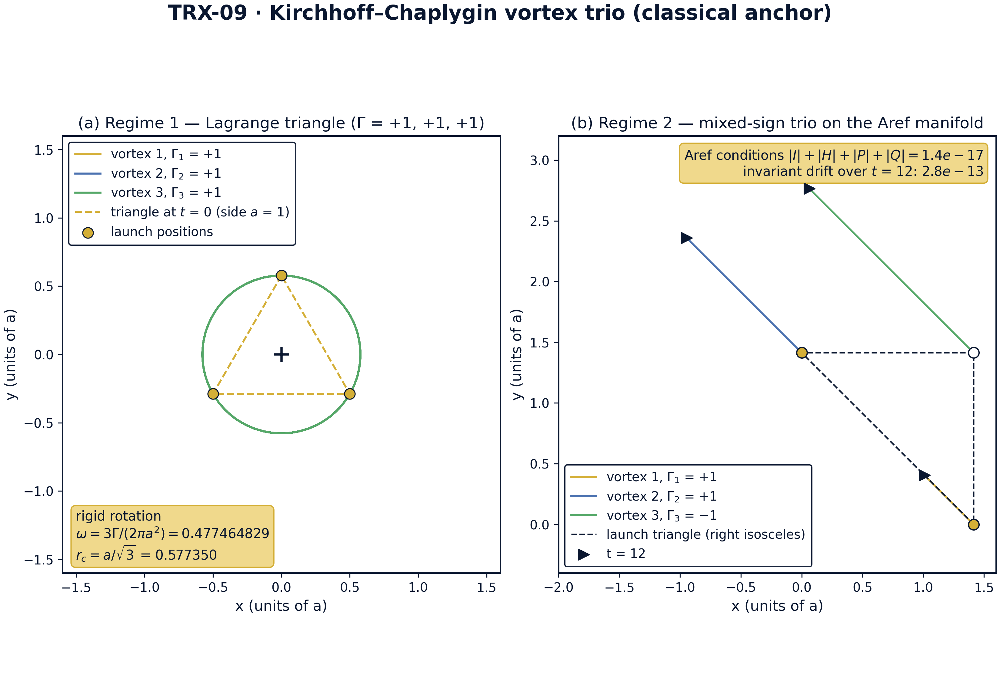 TRX-09 · Kirchhoff–Chaplygin vortex trio (classical anchor)
(a) Regime 1 — Lagrange triangle (Γ = +1, +1, +1)
1.5
1.0
0.5
0.0
−0.5
−1.0
−1.5
y (units of a)
vortex 1, Γ₁ = +1
vortex 2, Γ₂ = +1
vortex 3, Γ₃ = +1
triangle at t = 0 (side a = 1)
launch positions
rigid rotation
ω = 3Γ/(2πa²) = 0.477464829
r_c = a/√3 = 0.577350
−1.5 −1.0 −0.5 0.0 0.5 1.0 1.5
x (units of a)
(b) Regime 2 — mixed-sign trio on the Aref manifold
3.0
2.5
2.0
1.5
1.0
0.5
0.0
y (units of a)
Aref conditions |I| + |H| + |P| + |Q| = 1.4e − 17
invariant drift over t = 12: 2.8e − 13
vortex 1, Γ₁ = +1
vortex 2, Γ₂ = +1
vortex 3, Γ₃ = −1
launch triangle (right isosceles)
t = 12
−2.0 −1.5 −1.0 −0.5 0.0 0.5 1.0 1.5
x (units of a)